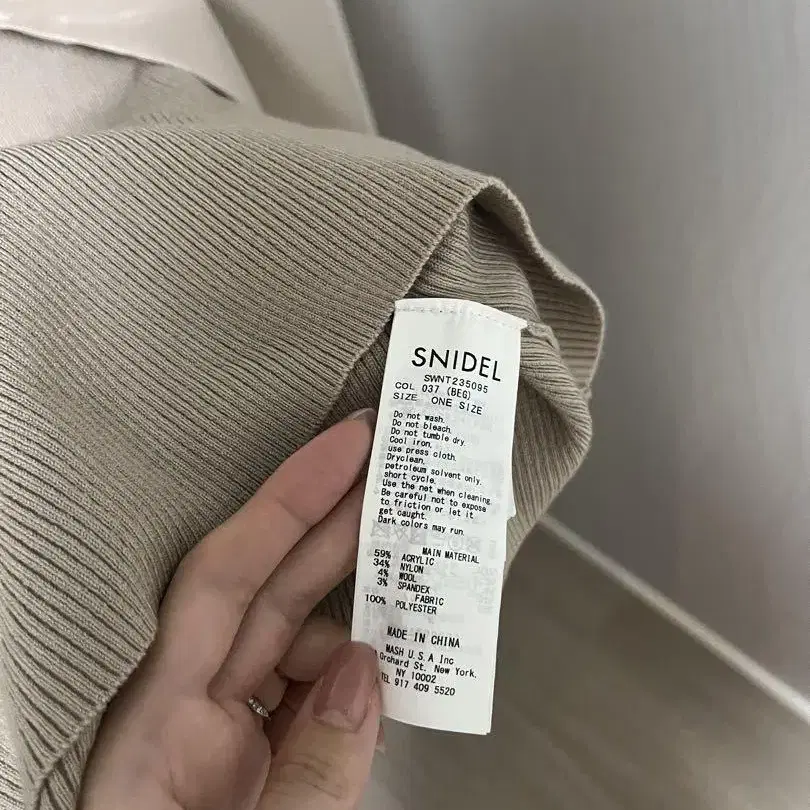 SNIDEL
SWNT235095
COL 037 (BEG)
SIZE ONE SIZE
Do not wash.
Do not bleach.
Do not tumble dry.
Cool iron,
use press cloth.
Dryclean,
petroleum solvent only.
short cycle.
Use the net when cleaning.
Be careful not to expose
to friction or let it
get caught.
Dark colors may run.
MAIN MATERIAL
59% ACRYLIC
34% NYLON
4% WOOL
3% SPANDEX
FABRIC
100% POLYESTER
MADE IN CHINA
MASH U.S.A Inc
Orchard St. New York.
NY 10002
TEL 917 409 5520